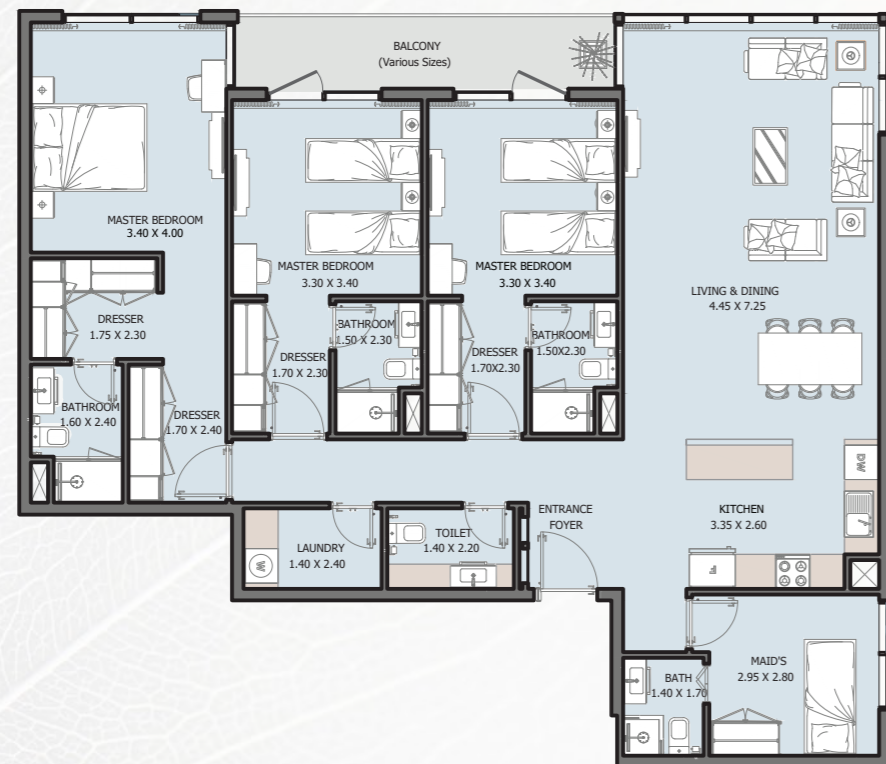 BALCONY
(Various Sizes)
MASTER BEDROOM
3.40 X 4.00
MASTER BEDROOM
3.30 X 3.40
MASTER BEDROOM
3.30 X 3.40
LIVING & DINING
4.45 X 7.25
DRESSER
1.75 X 2.30
BATHROOM
1.50 X 2.30
DRESSER
1.70 X 2.30
BATHROOM
1.50X2.30
DRESSER
1.70X2.30
BATHROOM
1.60 X 2.40
DRESSER
1.70 X 2.40
DW
KITCHEN
3.35 X 2.60
ENTRANCE
FOYER
LAUNDRY
1.40 X 2.40
W
TOILET
1.40 X 2.20
F
MAID'S
2.95 X 2.80
BATH
1.40 X 1.70